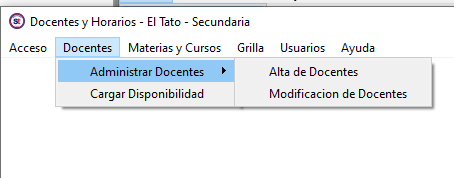 Docentes y Horarios - El Tato - Secundaria
Acceso Docentes Materias y Cursos Grilla Usuarios Ayuda
Administrar Docentes Alta de Docentes
Cargar Disponibilidad Modificacion de Docentes